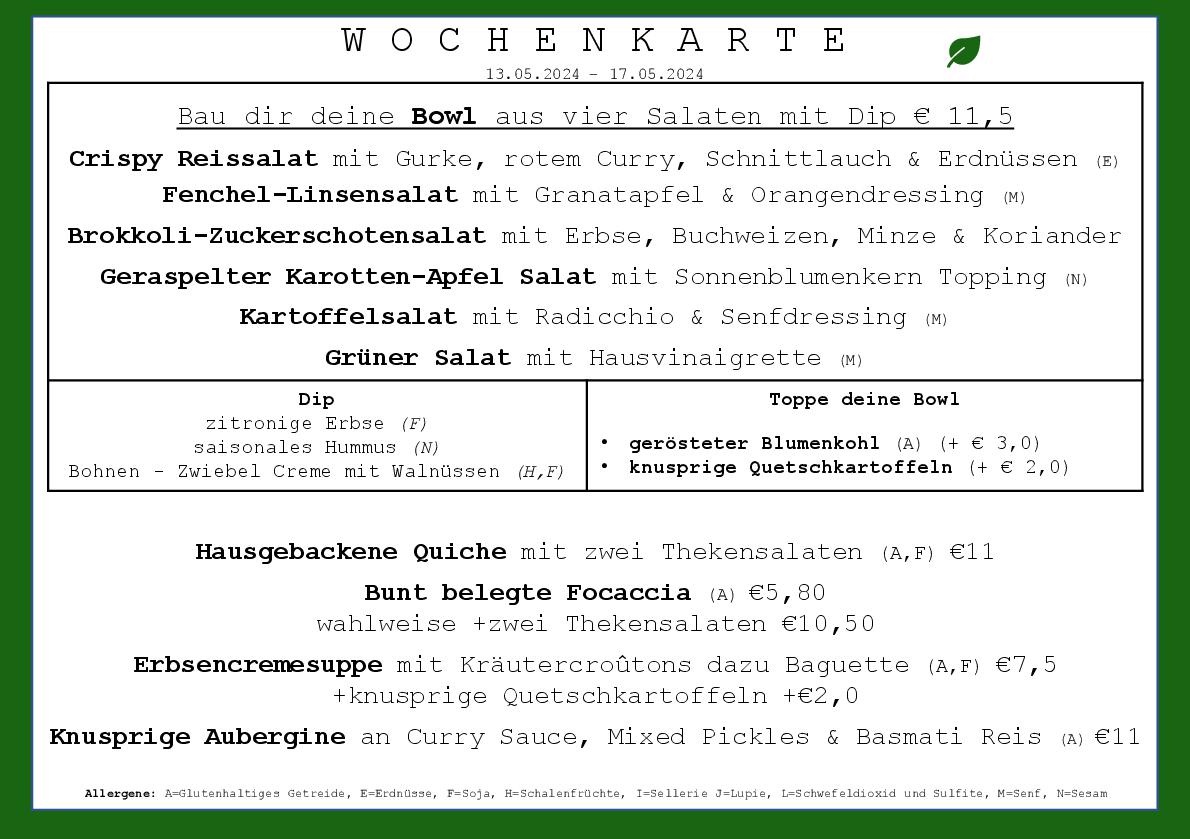 WOCHENKARTE
13.05.2024 – 17.05.2024
Bau dir deine Bowl aus vier Salaten mit Dip € 11,5
Crispy Reissalat mit Gurke, rotem Curry, Schnittlauch & Erdnüssen (E)
Fenchel-Linsensalat mit Granatapfel & Orangendressing (M)
Brokkoli-Zuckerschotensalat mit Erbse, Buchweizen, Minze & Koriander
Geraspelter Karotten-Apfel Salat mit Sonnenblumenkern Topping (N)
Kartoffelsalat mit Radicchio & Senfdressing (M)
Grüner Salat mit Hausvinaigrette (M)
Dip
zitronige Erbse (F)
saisonales Hummus (N)
Bohnen - Zwiebel Creme mit Walnüssen (H,F)
Toppe deine Bowl
• gerösteter Blumenkohl (A) (+ € 3,0)
• knusprige Quetschkartoffeln (+ € 2,0)
Hausgebackene Quiche mit zwei Thekensalaten (A,F) €11
Bunt belegte Focaccia (A) €5,80
wahlweise +zwei Thekensalaten €10,50
Erbsencremesuppe mit Kräutercroûtons dazu Baguette (A,F) €7,5
+knusprige Quetschkartoffeln +€2,0
Knusprige Aubergine an Curry Sauce, Mixed Pickles & Basmati Reis (A) €11
Allergene: A=Glutenhaltiges Getreide, E=Erdnüsse, F=Soja, H=Schalenfrüchte, I=Sellerie J=Lupie, L=Schwefeldioxid und Sulfite, M=Senf, N=Sesam